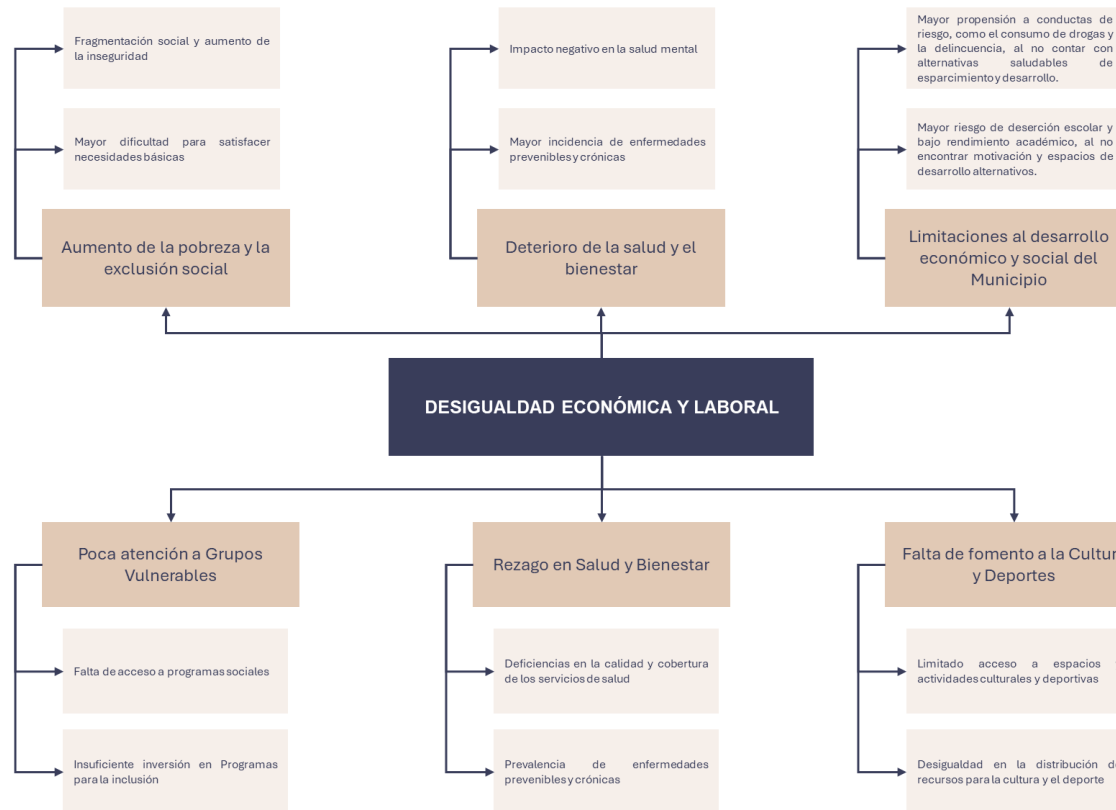 Fragmentación social y aumento de
la inseguridad
Mayor dificultad para satisfacer
necesidades básicas
Aumento de la pobreza y la
exclusión social
Impacto negativo en la salud mental
Mayor incidencia de enfermedades
prevenibles y crónicas
Deterioro de la salud y el
bienestar
Mayor propensión a conductas de
riesgo, como el consumo de drogas y
la delincuencia, al no contar con
alternativas saludables de
esparcimiento y desarrollo.
Mayor riesgo de deserción escolar y
bajo rendimiento académico, al no
encontrar motivación y espacios de
desarrollo alternativos.
Limitaciones al desarrollo
económico y social del
Municipio
DESIGUALDAD ECONÓMICA Y LABORAL
Poca atención a Grupos
Vulnerables
Falta de acceso a programas sociales
Insuficiente inversión en Programas
para la inclusión
Rezago en Salud y Bienestar
Deficiencias en la calidad y cobertura
de los servicios de salud
Prevalencia de enfermedades
prevenibles y crónicas
Falta de fomento a la Cultur
y Deportes
Limitado acceso a espacios
actividades culturales y deportivas
Desigualdad en la distribución d
recursos para la cultura y el deporte